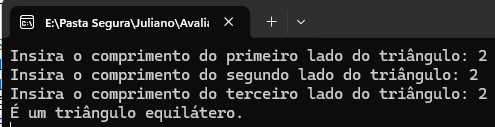 E:\Pasta Segura\Juliano\Avalia
Insira o comprimento do primeiro lado do triângulo: 2
Insira o comprimento do segundo lado do triângulo: 2
Insira o comprimento do terceiro lado do triângulo: 2
É um triângulo equilátero.